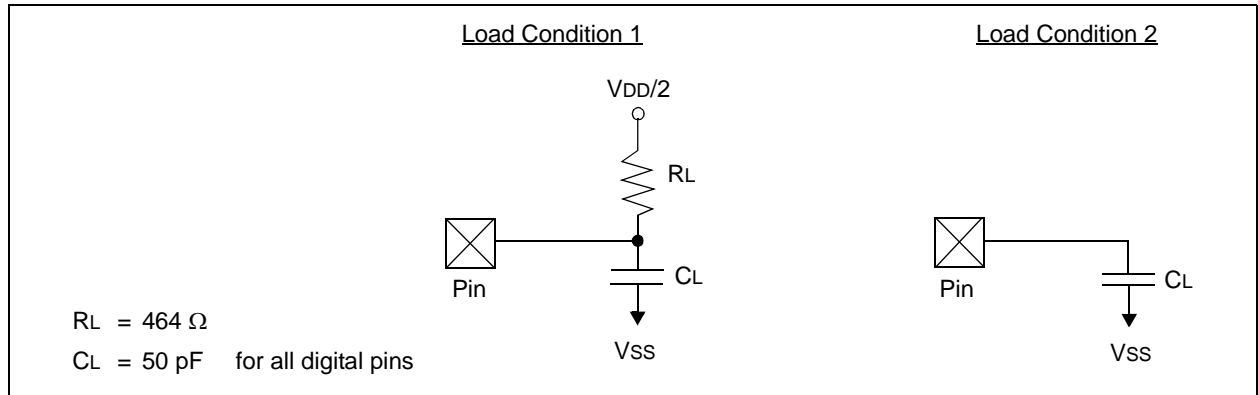 Load Condition 1
VDD/2
RL
Pin
CL
VSS
RL = 464 Ω
CL = 50 pF for all digital pins
Load Condition 2
Pin
CL
VSS